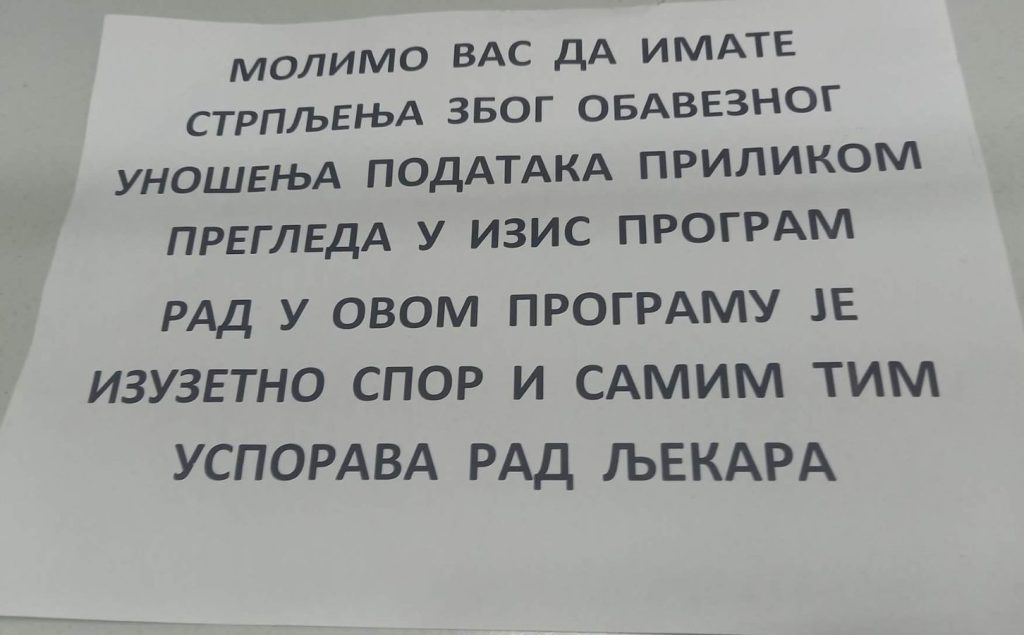 МОЛИМО ВАС ДА ИМАТЕ
СТРПЉЕЊА ЗБОГ ОБАВЕЗНОГ
УНОШЕЊА ПОДАТАКА ПРИЛИКОМ
ПРЕГЛЕДА У ИЗИС ПРОГРАМ
РАД У ОВОМ ПРОГРАМУ ЈЕ
ИЗУЗЕТНО СПОР И САМИМ ТИМ
УСПОРАВА РАД ЉЕКАРА